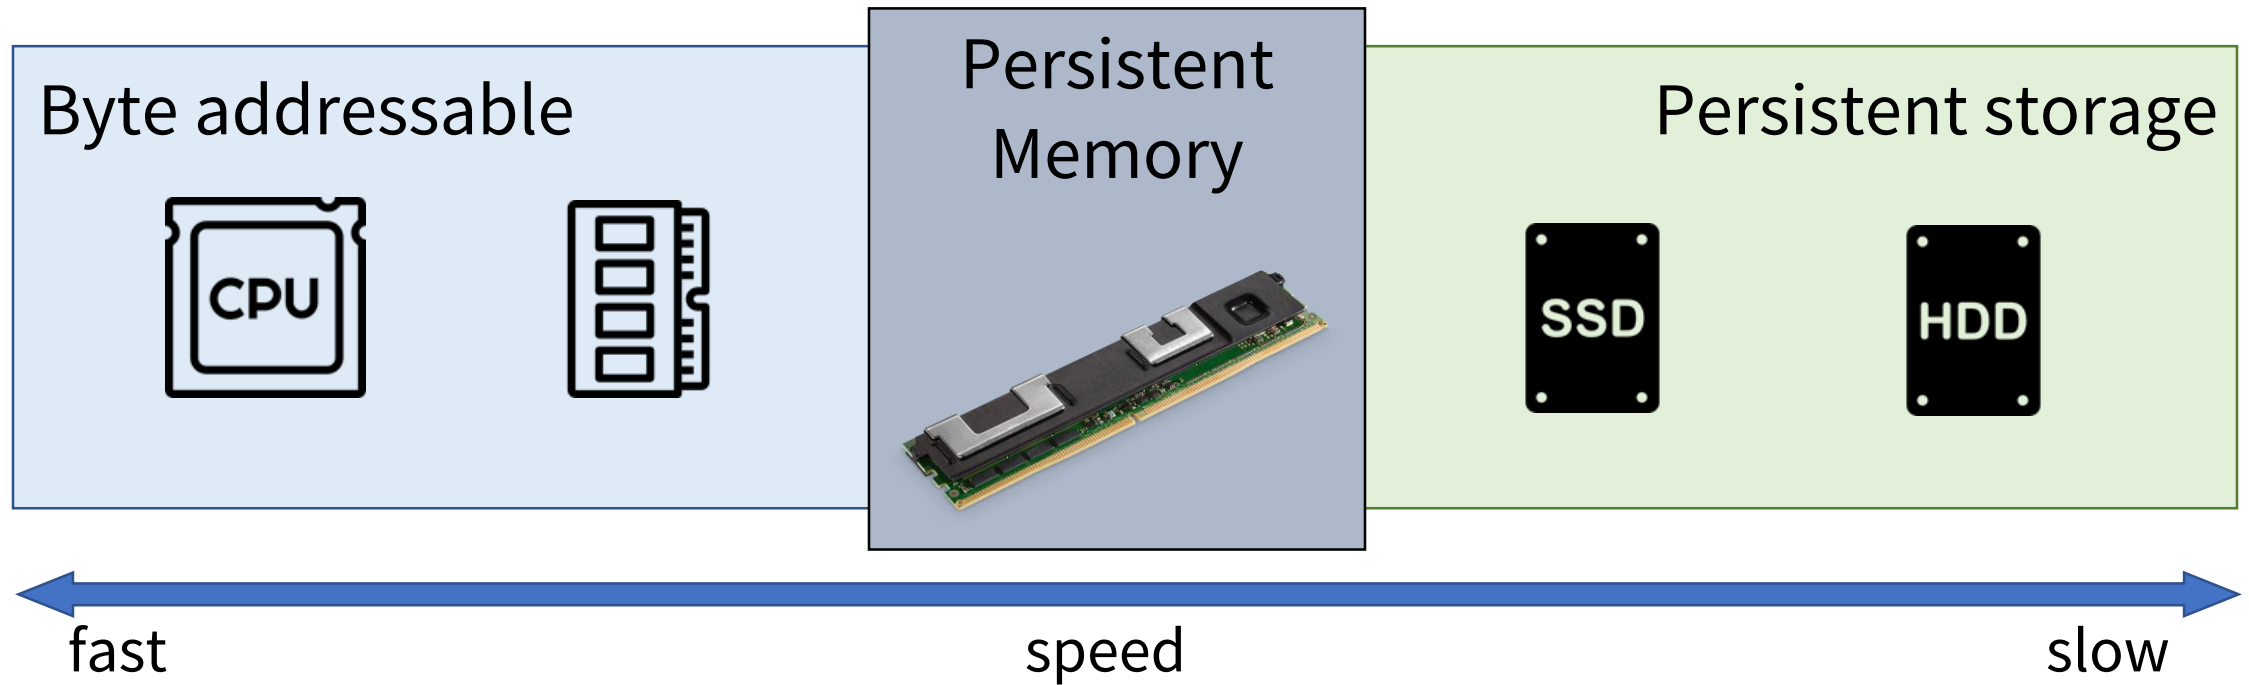 Byte addressable
Persistent
Memory
Persistent storage
CPU
SSD
HDD
fast
speed
slow